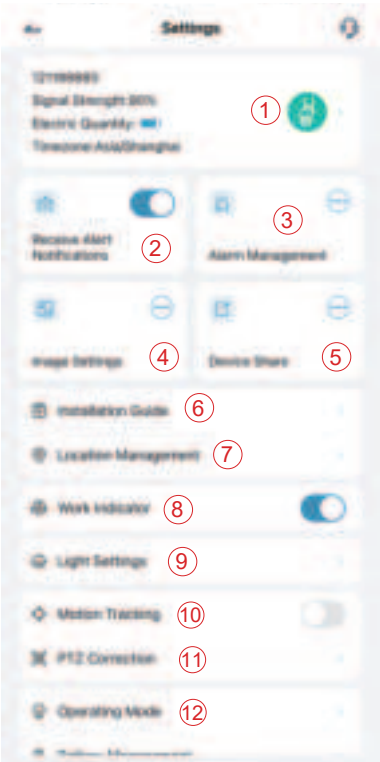 Settings
①
Signal Strength 80%
Electric Quantity:
Timezone:Asia/Shanghai
Receive Alert
Notifications
②
③
Alarm Management
Image Settings
④
Device Share
⑤
Installation Guide ⑥
Location Management ⑦
Work Indicator ⑧
Light Settings ⑨
Motion Tracking ⑩
PTZ Correction ⑪
Operating Mode ⑫